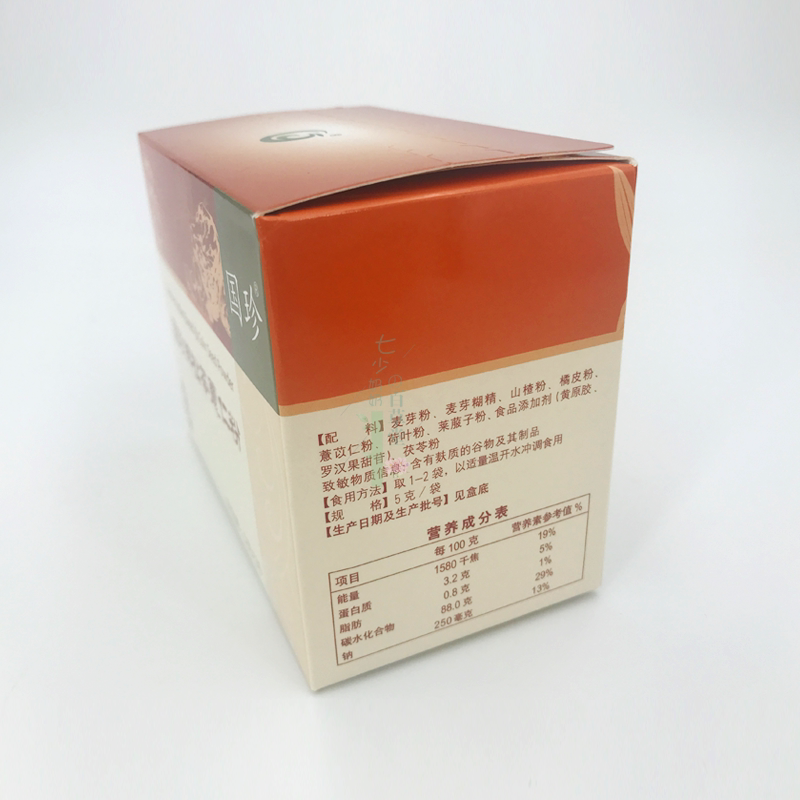 国珍
【配 料】麦芽粉、麦芽糊精、山楂粉、橘皮粉、
薏苡仁粉、荷叶粉、莱菔子粉、食品添加剂(黄原胶、
罗汉果甜苷)、茯苓粉
致敏物质信息:含有麸质的谷物及其制品
【食用方法】取1-2袋,以适量温开水冲调食用
【规 格】5克/袋
【生产日期及生产批号】见盒底
营养成分表
项目 每100克 营养素参考值%
能量 1580千焦 19%
蛋白质 3.2克 5%
脂肪 0.8克 1%
碳水化合物 88.0克 29%
钠 250毫克 13%
七少